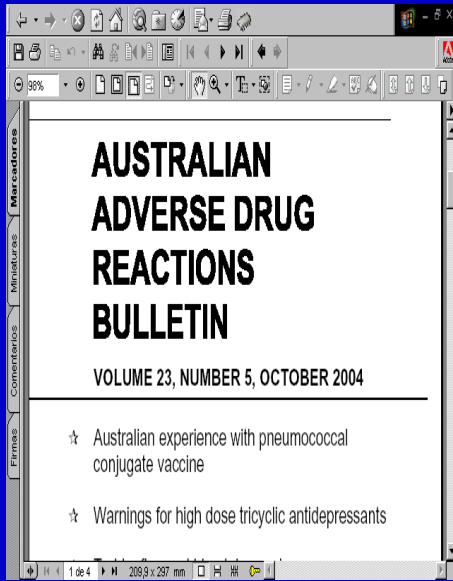 98%
Marcadores
Miniaturas
Comentarios
Firmas
AUSTRALIAN
ADVERSE DRUG
REACTIONS
BULLETIN
VOLUME 23, NUMBER 5, OCTOBER 2004
☆ Australian experience with pneumococcal
conjugate vaccine
☆ Warnings for high dose tricyclic antidepressants
1 de 4
209,9 x 297 mm